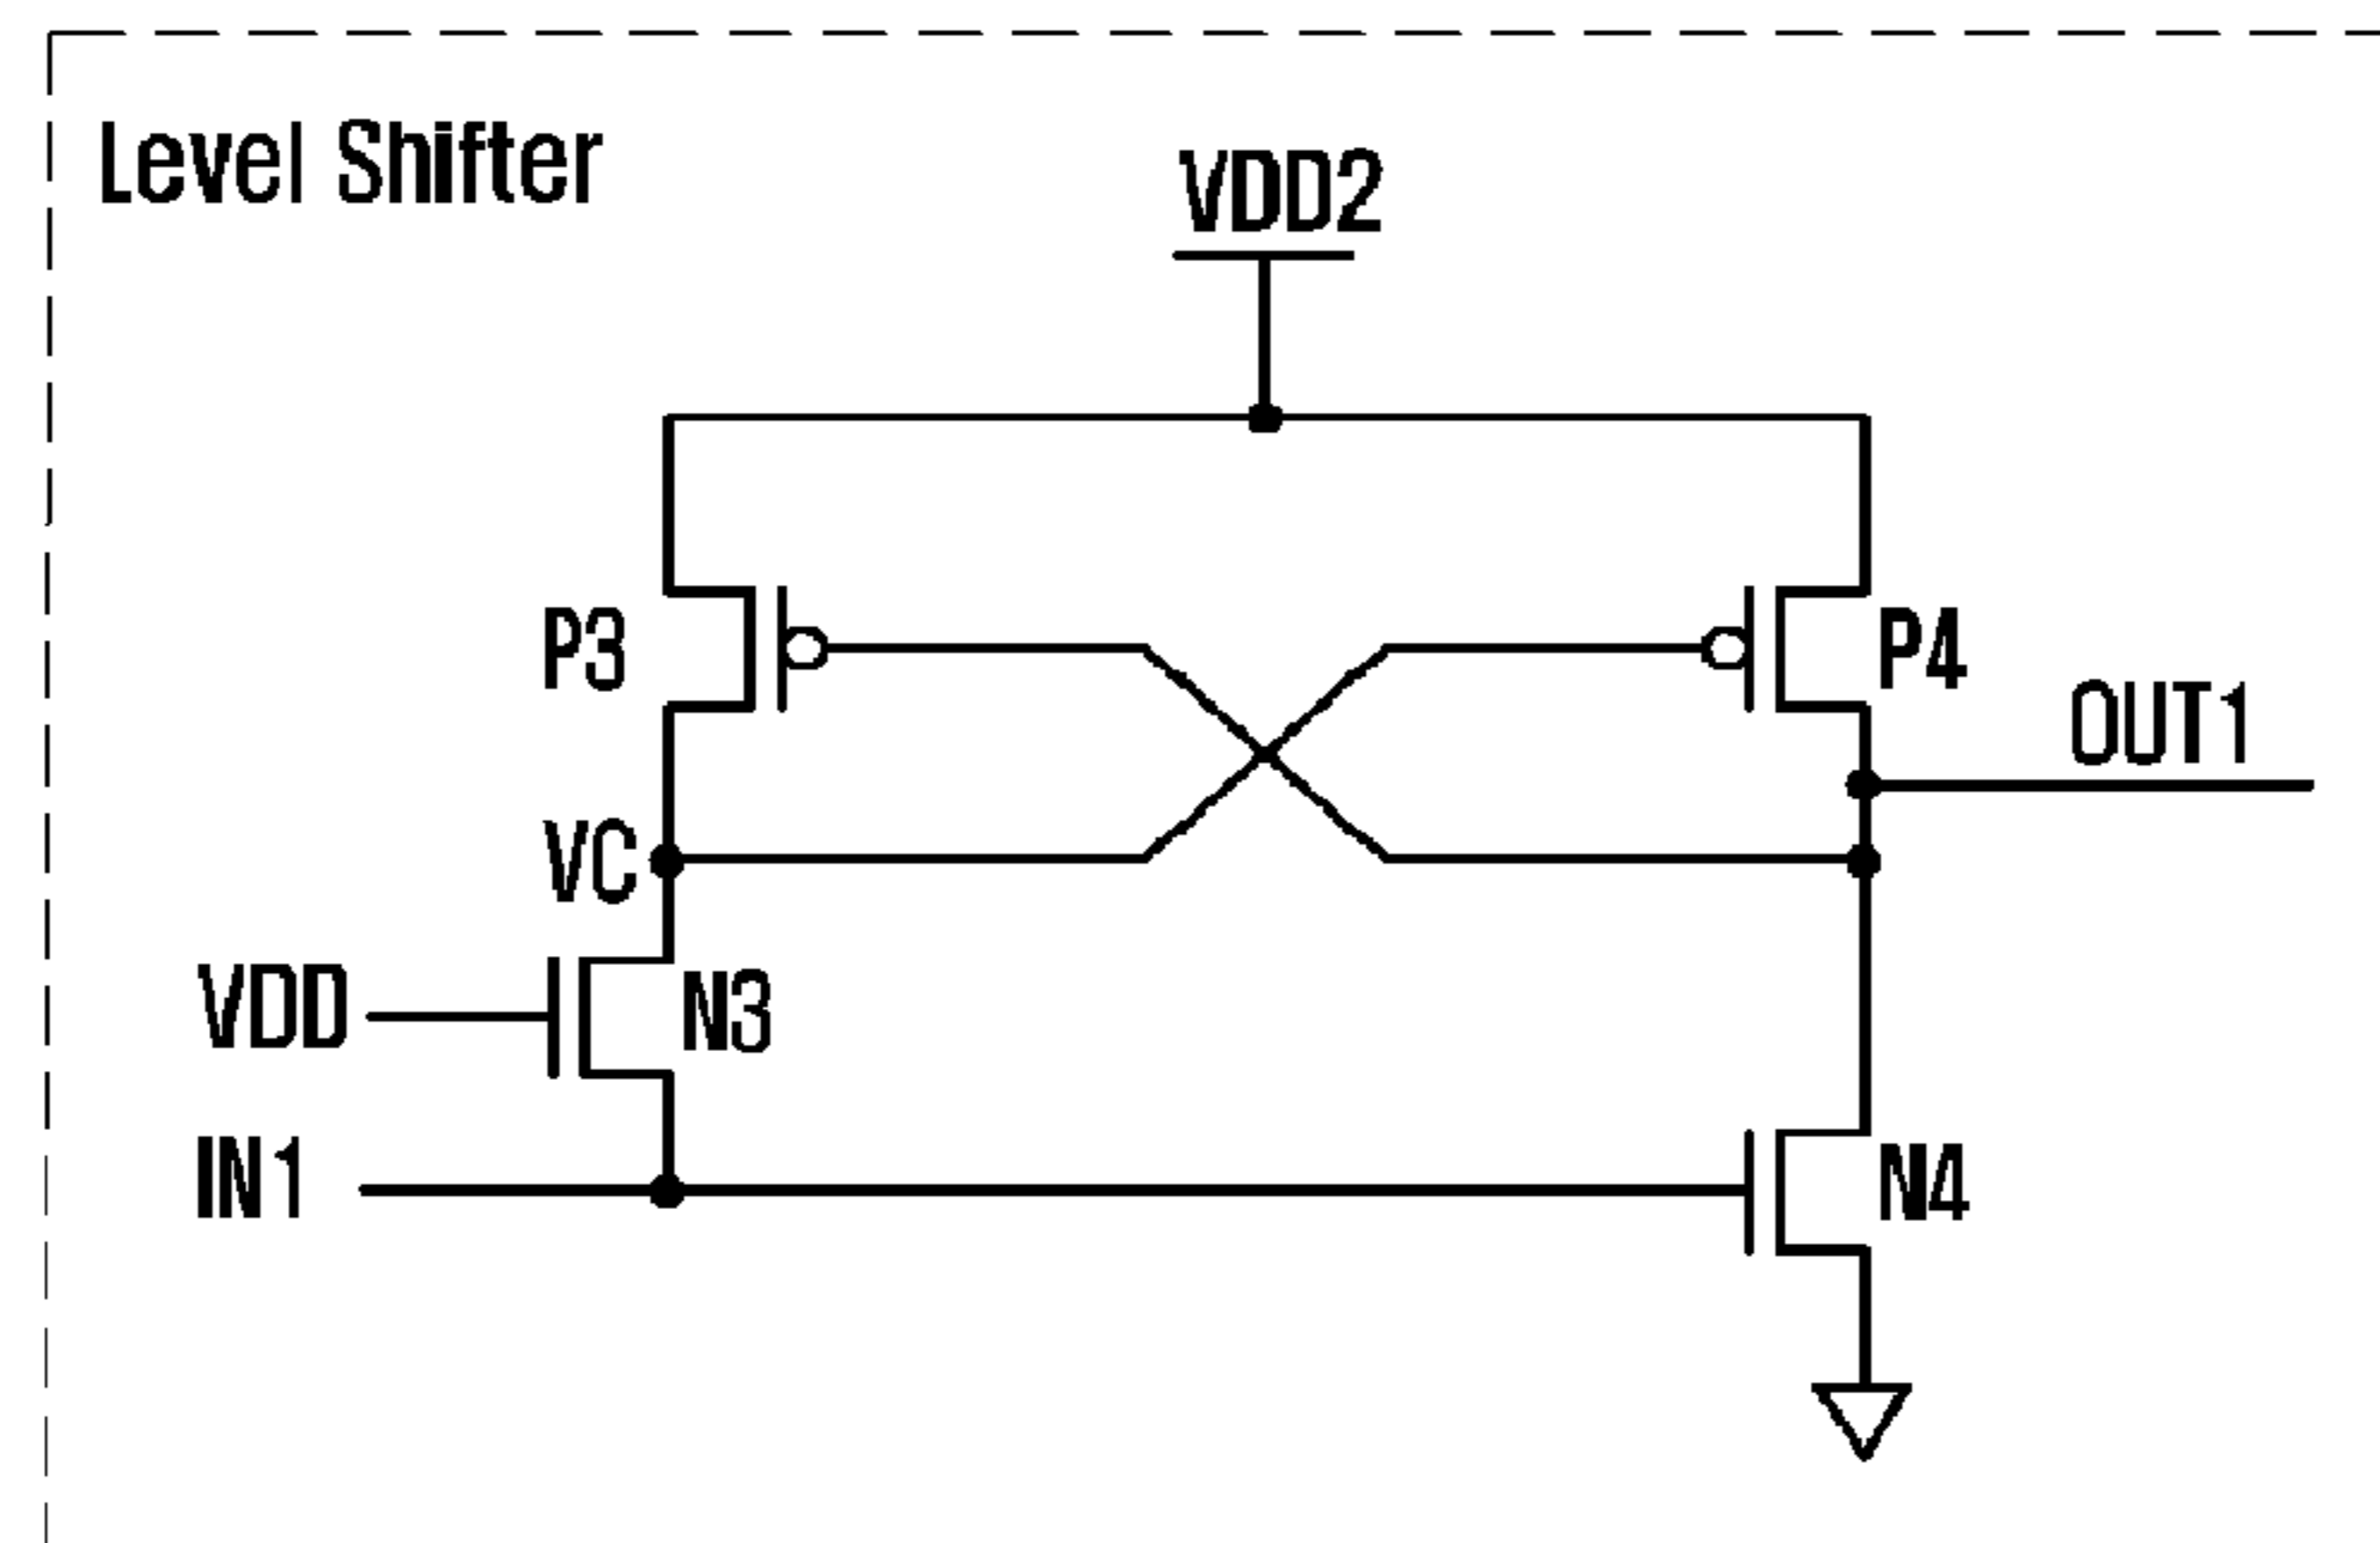 Level Shifter
VDD2
P3
P4
OUT1
VC
VDD
N3
IN1
N4